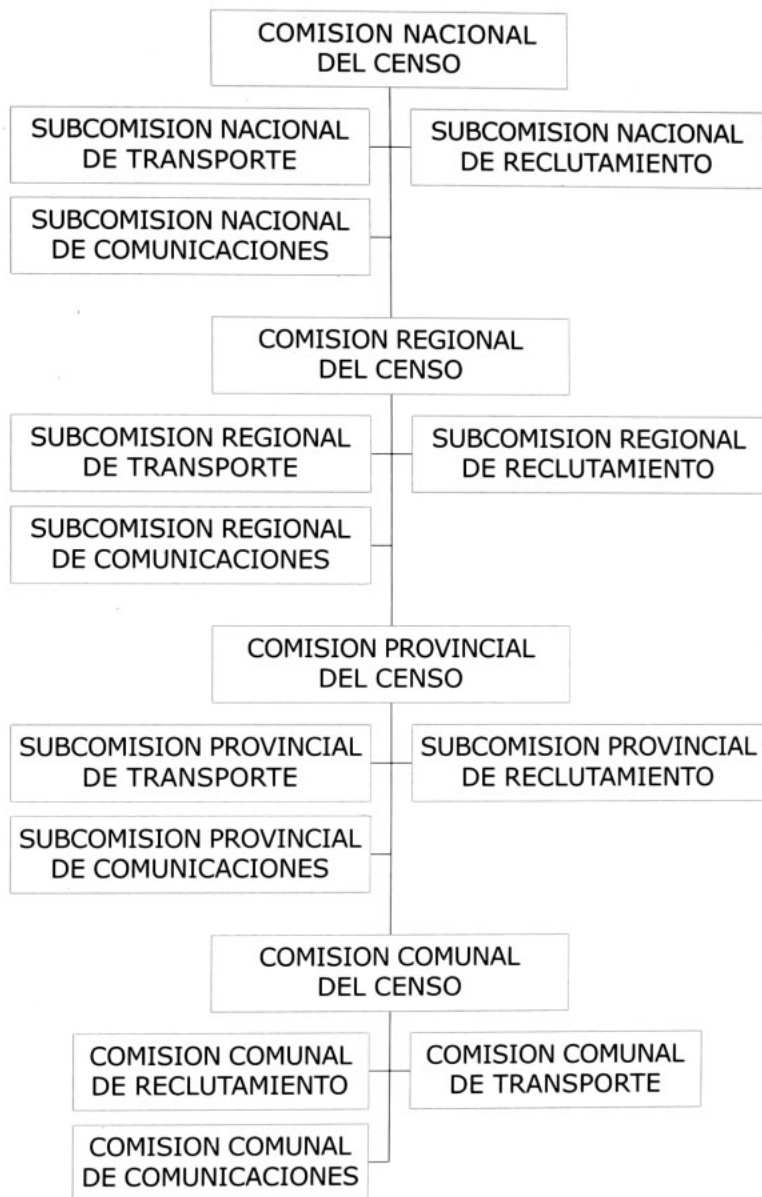 COMISION NACIONAL
DEL CENSO
SUBCOMISION NACIONAL
DE TRANSPORTE
SUBCOMISION NACIONAL
DE RECLUTAMIENTO
SUBCOMISION NACIONAL
DE COMUNICACIONES
COMISION REGIONAL
DEL CENSO
SUBCOMISION REGIONAL
DE TRANSPORTE
SUBCOMISION REGIONAL
DE RECLUTAMIENTO
SUBCOMISION REGIONAL
DE COMUNICACIONES
COMISION PROVINCIAL
DEL CENSO
SUBCOMISION PROVINCIAL
DE TRANSPORTE
SUBCOMISION PROVINCIAL
DE RECLUTAMIENTO
SUBCOMISION PROVINCIAL
DE COMUNICACIONES
COMISION COMUNAL
DEL CENSO
COMISION COMUNAL
DE RECLUTAMIENTO
COMISION COMUNAL
DE TRANSPORTE
COMISION COMUNAL
DE COMUNICACIONES